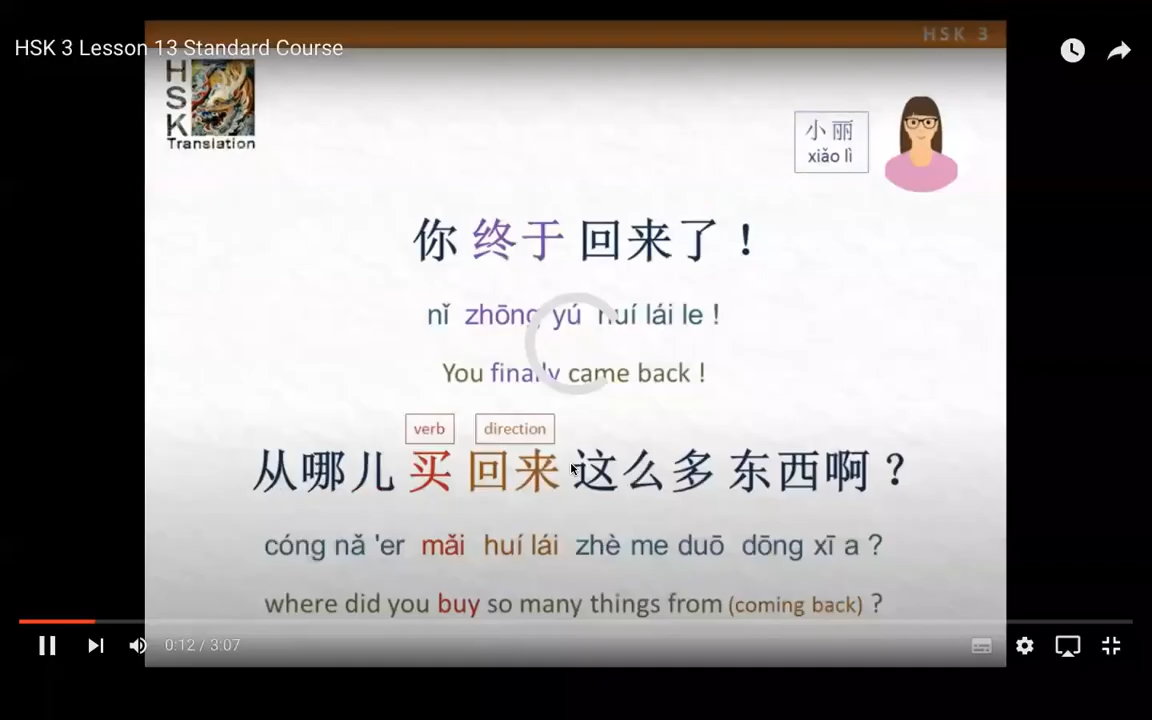 HSK 3 Lesson 13 Standard Course
HSK 3
HSK
Translation
小丽
xiǎo lì
你终于回来了！
nǐ zhōng yú huí lái le !
You finally came back !
verb direction
从哪儿买回来这么多东西啊？
cóng nǎ 'er mǎi huí lái zhè me duō dōng xī a ?
where did you buy so many things from (coming back) ?
0:12 / 3:07